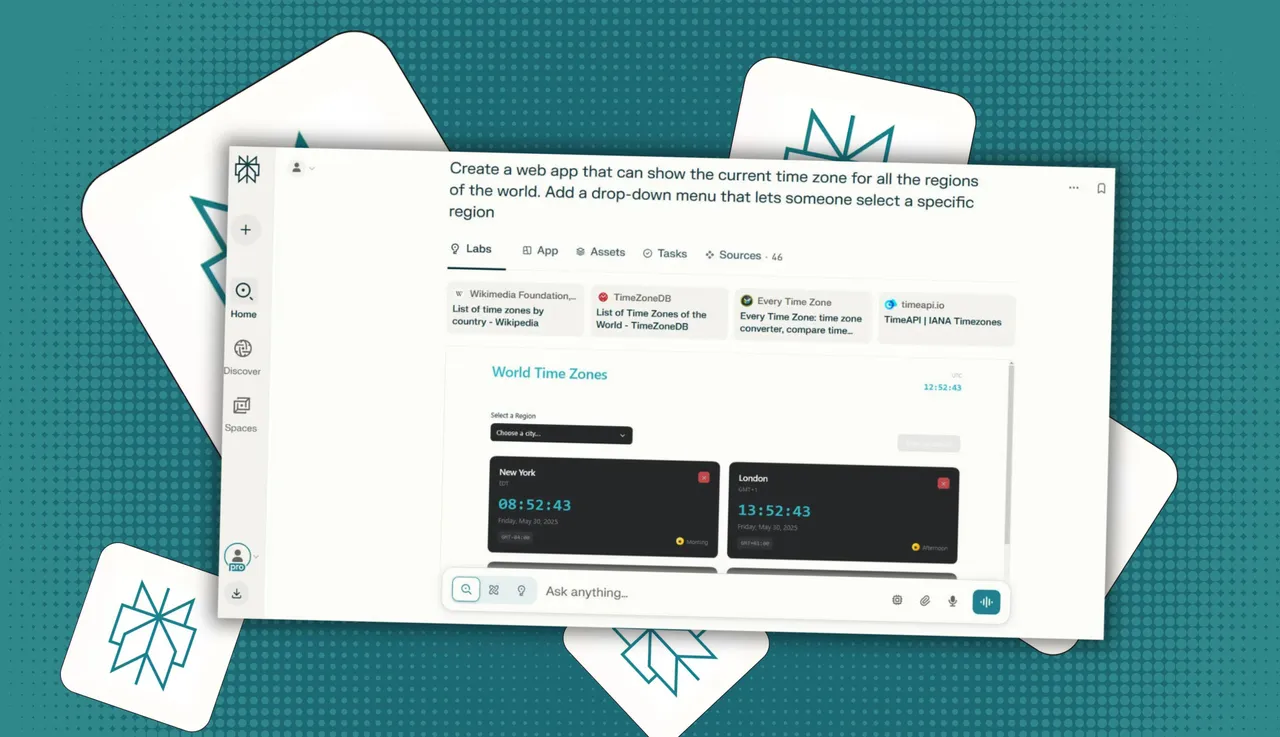 Create a web app that can show the current time zone for all the regions
of the world. Add a drop-down menu that lets someone select a specific
region
Labs
App
Assets
Tasks
Sources · 46
W Wikimedia Foundation,...
List of time zones by
country - Wikipedia
TimeZoneDB
List of Time Zones of the
World - TimeZoneDB
Every Time Zone
Every Time Zone: time zone
converter, compare time...
timeapi.io
TimeAPI | IANA Timezones
Home
Discover
Spaces
pro
World Time Zones
UTC
12:52:43
Select a Region
Choose a city...
New York
EDT
08:52:43
Friday, May 30, 2025
GMT-04:00
Morning
London
GMT+1
13:52:43
Friday, May 30, 2025
GMT+01:00
Afternoon
Ask anything...